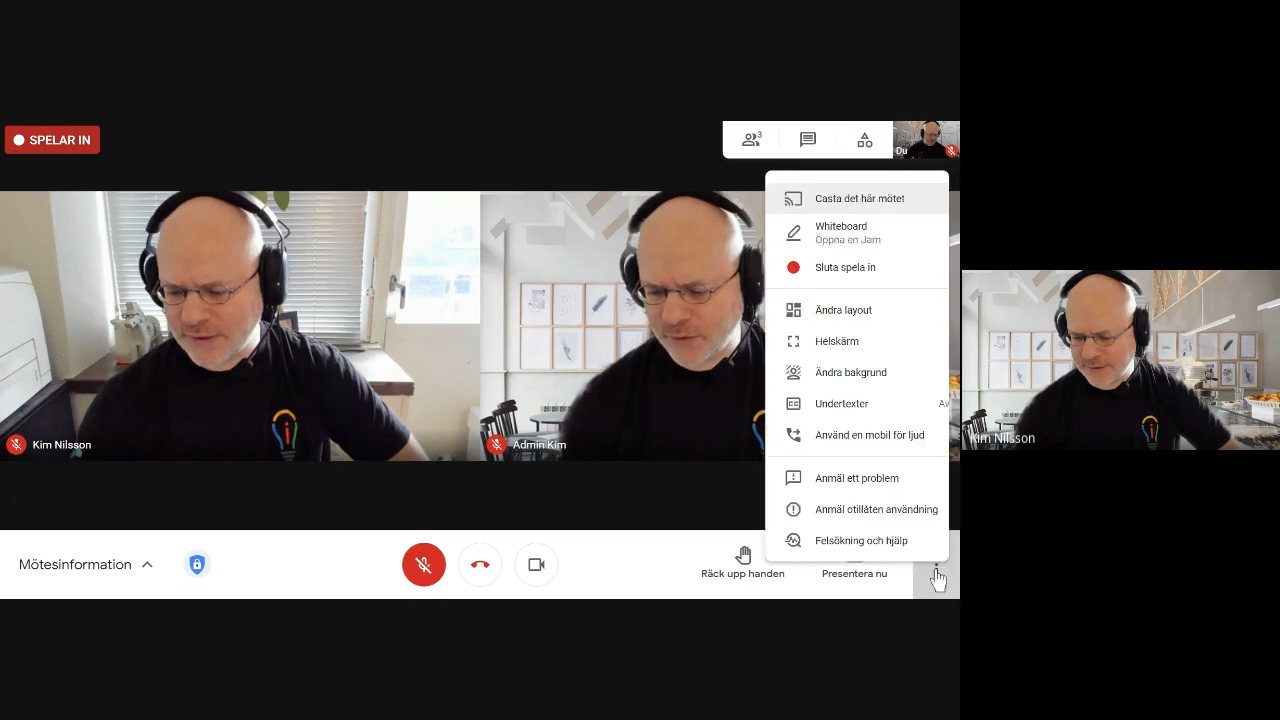 SPELAR IN
3
Du
Casta det här mötet
Whiteboard
Öppna en Jam
Sluta spela in
Ändra layout
Helskärm
Ändra bakgrund
Undertexter Av
Använd en mobil för ljud
Anmäl ett problem
Anmäl otillåten användning
Felsökning och hjälp
Kim Nilsson
Admin Kim
Kim Nilsson
Mötesinformation
Räck upp handen
Presentera nu